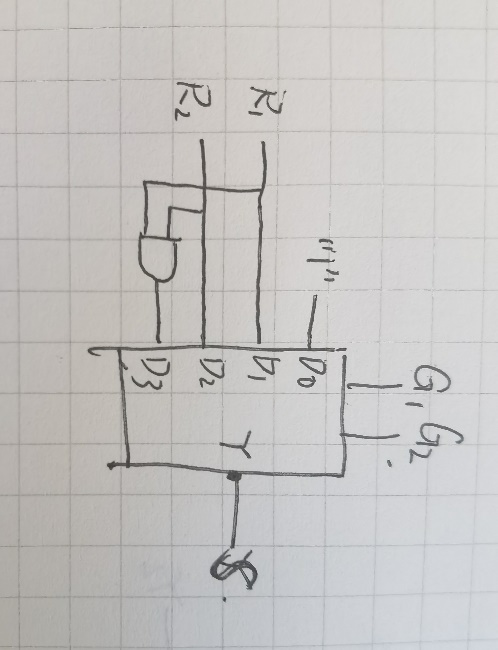 R₁
R₂
"1"
D₀
D₁
D₂
D₃
G₁
G₂
Y
S